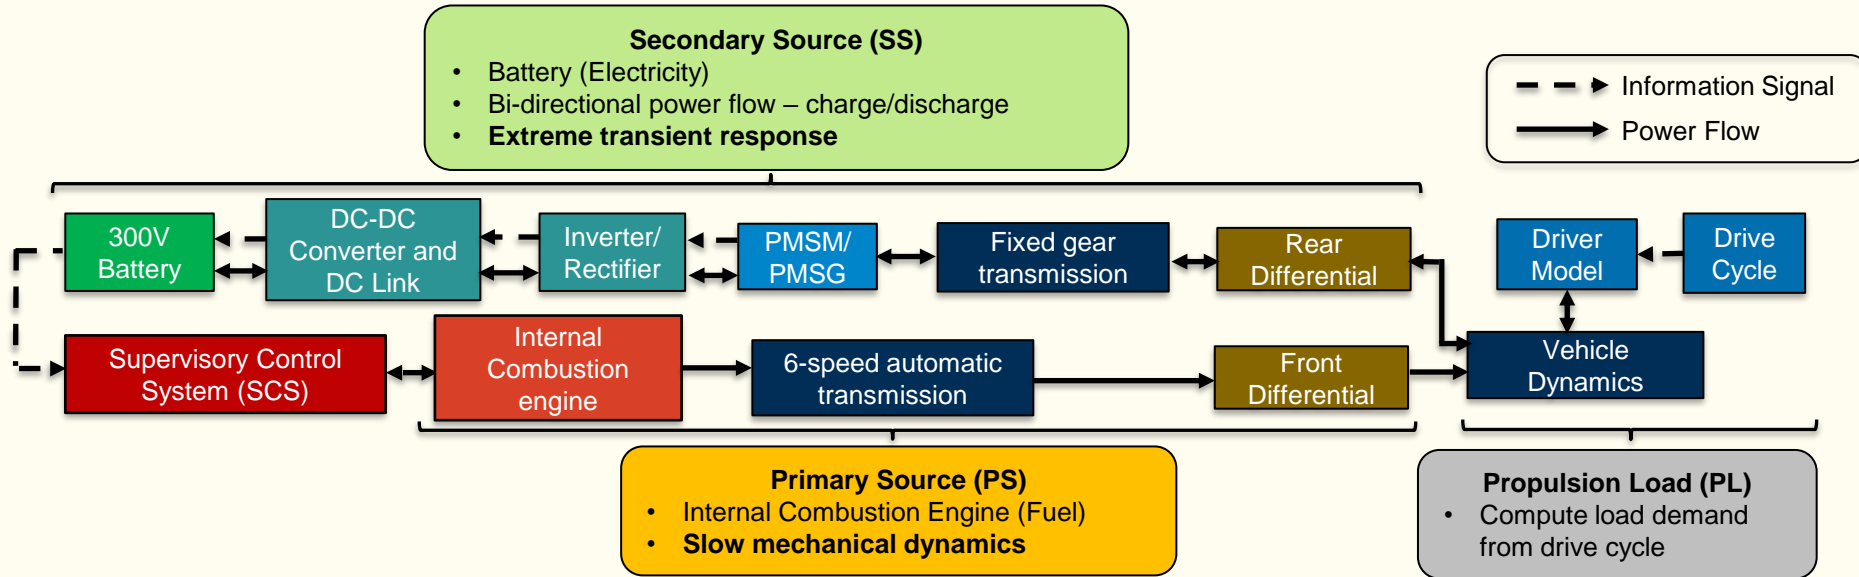 Secondary Source (SS)
• Battery (Electricity)
• Bi-directional power flow – charge/discharge
• Extreme transient response
Information Signal
Power Flow
300V
Battery
DC-DC
Converter and
DC Link
Inverter/
Rectifier
PMSM/
PMSG
Fixed gear
transmission
Rear
Differential
Driver
Model
Drive
Cycle
Supervisory Control
System (SCS)
Internal
Combustion
engine
6-speed automatic
transmission
Front
Differential
Vehicle
Dynamics
Primary Source (PS)
• Internal Combustion Engine (Fuel)
• Slow mechanical dynamics
Propulsion Load (PL)
• Compute load demand
from drive cycle